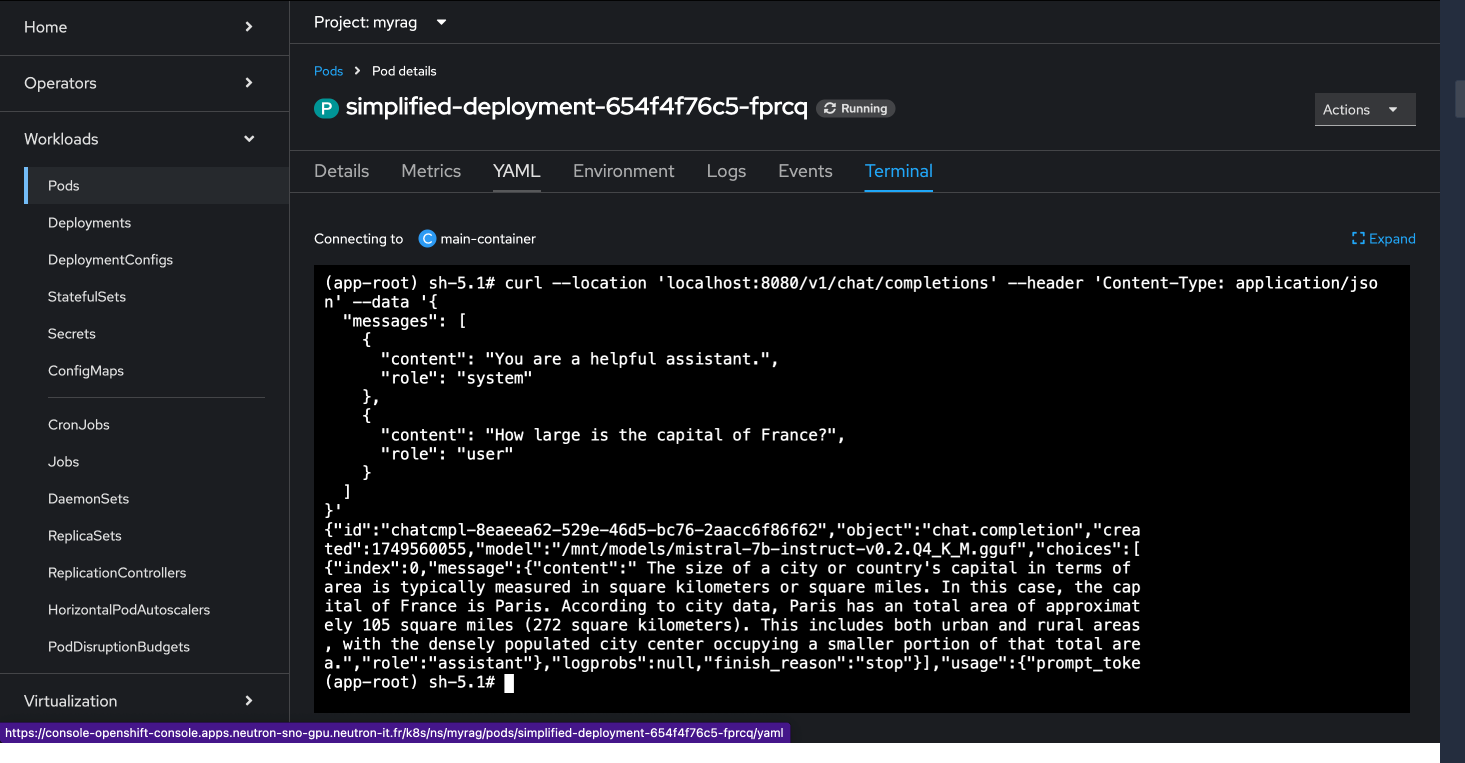 Home
Operators
Workloads
Pods
Deployments
DeploymentConfigs
StatefulSets
Secrets
ConfigMaps
CronJobs
Jobs
DaemonSets
ReplicaSets
ReplicationControllers
HorizontalPodAutoscalers
PodDisruptionBudgets
Virtualization
Project: myrag
Pods > Pod details
P simplified-deployment-654f4f76c5-fprcq Running
Actions
Details Metrics YAML Environment Logs Events Terminal
Connecting to C main-container
Expand
(app-root) sh-5.1# curl --location 'localhost:8080/v1/chat/completions' --header 'Content-Type: application/jso
n' --data '{
  "messages": [
    {
      "content": "You are a helpful assistant.",
      "role": "system"
    },
    {
      "content": "How large is the capital of France?",
      "role": "user"
    }
  ]
}'
{"id":"chatcmpl-8eaeea62-529e-46d5-bc76-2aacc6f86f62","object":"chat.completion","crea
ted":1749560055,"model":"/mnt/models/mistral-7b-instruct-v0.2.Q4_K_M.gguf","choices":[
{"index":0,"message":{"content":" The size of a city or country's capital in terms of 
area is typically measured in square kilometers or square miles. In this case, the cap
ital of France is Paris. According to city data, Paris has an total area of approximat
ely 105 square miles (272 square kilometers). This includes both urban and rural areas
, with the densely populated city center occupying a smaller portion of that total are
a.","role":"assistant"},"logprobs":null,"finish_reason":"stop"}],"usage":{"prompt_toke
(app-root) sh-5.1#
https://console-openshift-console.apps.neutron-sno-gpu.neutron-it.fr/k8s/ns/myrag/pods/simplified-deployment-654f4f76c5-fprcq/yaml